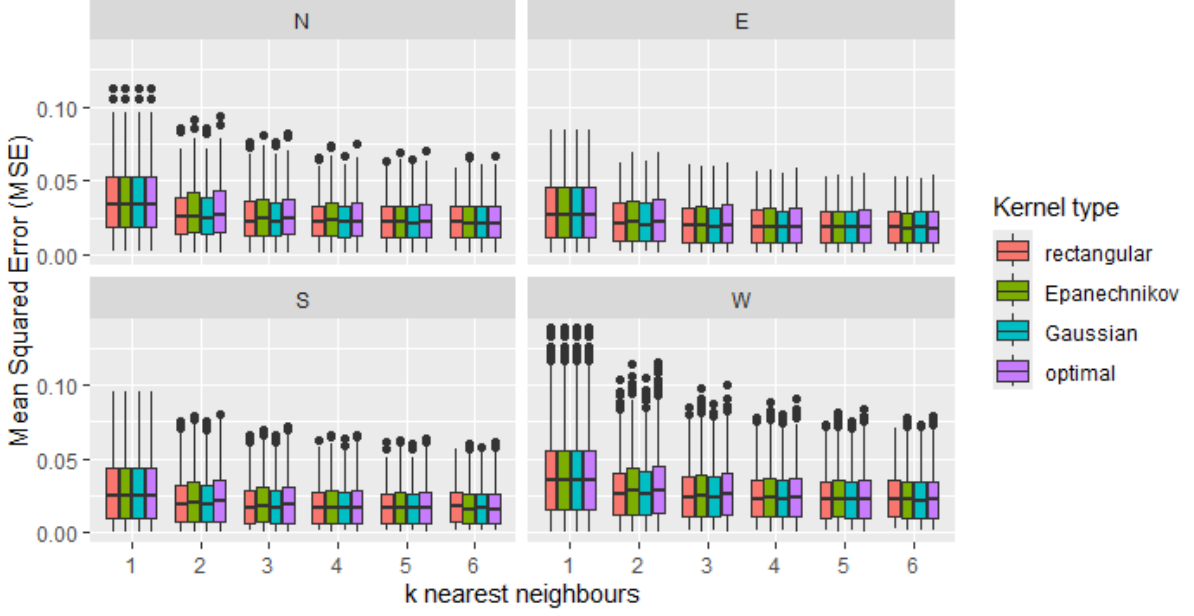 N
E
0.10
0.05
0.00
S
W
0.10
0.05
0.00
1 2 3 4 5 6
1 2 3 4 5 6
k nearest neighbours
Mean Squared Error (MSE)
Kernel type
rectangular
Epanechnikov
Gaussian
optimal